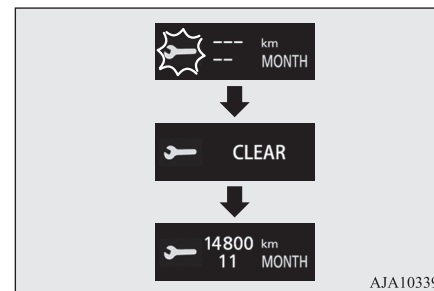 --- km
-- MONTH
CLEAR
14800 km
11 MONTH
AJA10339